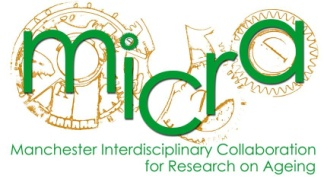 micra
Manchester Interdisciplinary Collaboration
for Research on Ageing